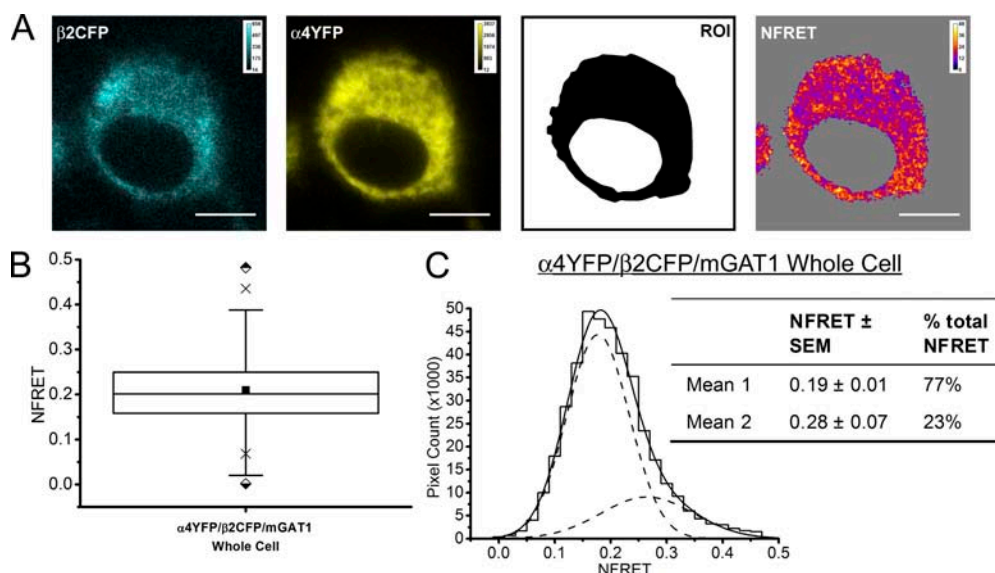 A
β2CFP
α4YFP
ROI
NFRET
B
0.5
0.4
0.3
0.2
0.1
0.0
NFRET
α4YFP/β2CFP/mGAT1
Whole Cell
C
α4YFP/β2CFP/mGAT1 Whole Cell
50
45
40
35
30
25
20
15
10
5
0
Pixel Count (x1000)
0.0 0.1 0.2 0.3 0.4 0.5
NFRET
NFRET ± % total
SEM NFRET
Mean 1 0.19 ± 0.01 77%
Mean 2 0.28 ± 0.07 23%